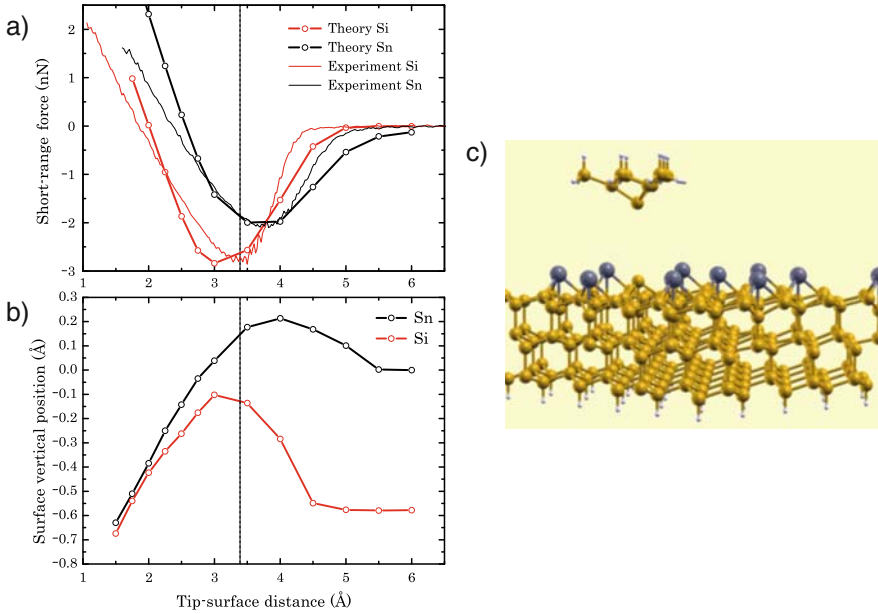 a)
2
1
0
-1
-2
-3
Short-range force (nN)
Theory Si
Theory Sn
Experiment Si
Experiment Sn
1 2 3 4 5 6
b)
0.3
0.2
0.1
0.0
-0.1
-0.2
-0.3
-0.4
-0.5
-0.6
-0.7
-0.8
Surface vertical position (Å)
Sn
Si
1 2 3 4 5 6
Tip-surface distance (Å)
c)